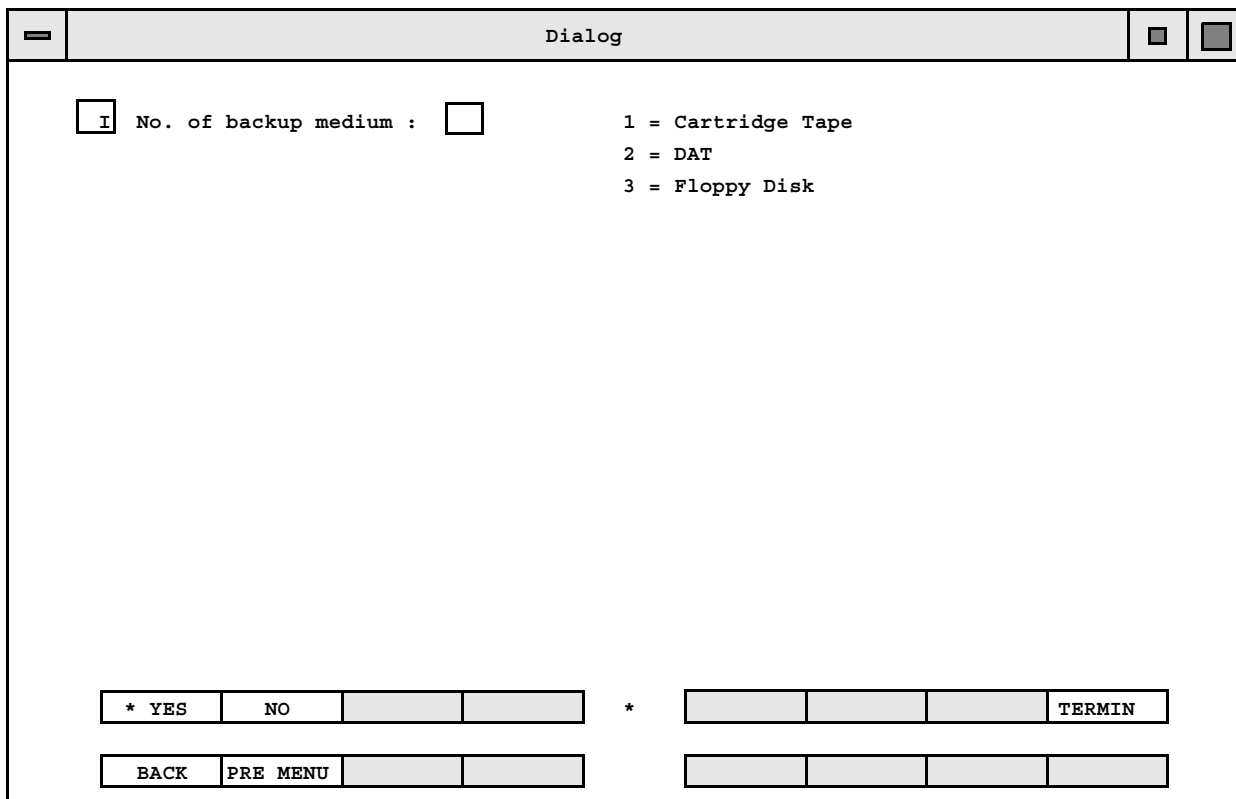 Dialog
I No. of backup medium : 1 = Cartridge Tape
2 = DAT
3 = Floppy Disk
* YES NO * TERMIN
BACK PRE MENU